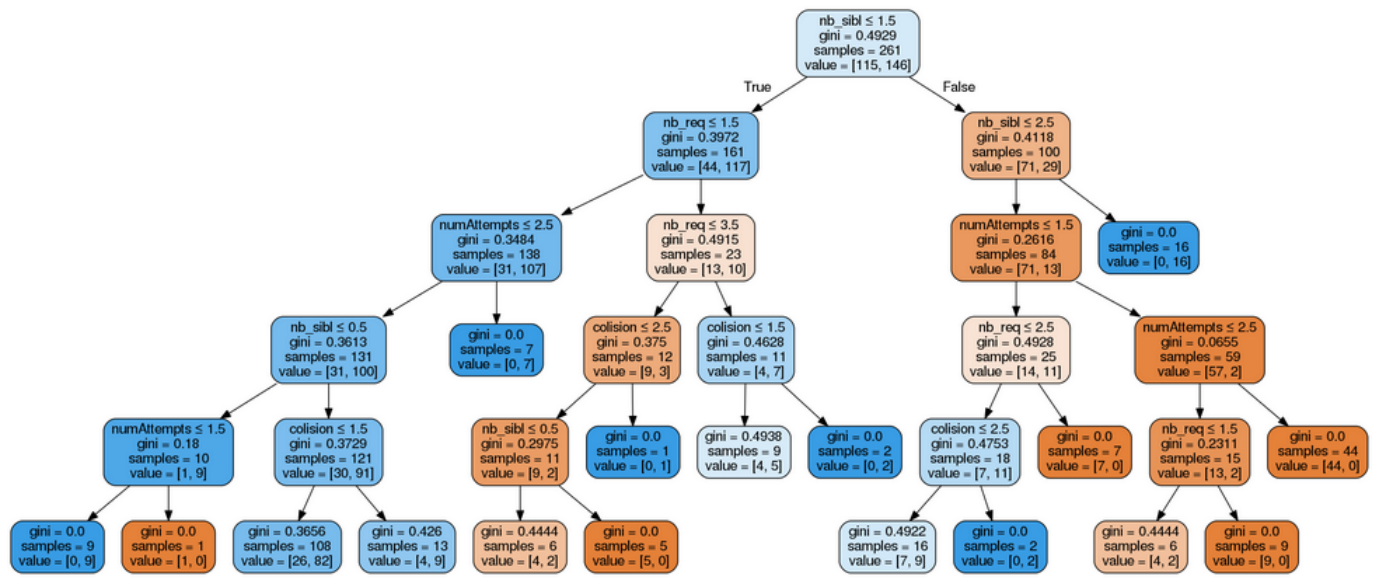 nb_sibl ≤ 1.5
gini = 0.4929
samples = 261
value = [115, 146]
True
False
nb_req ≤ 1.5
gini = 0.3972
samples = 161
value = [44, 117]
nb_sibl ≤ 2.5
gini = 0.4118
samples = 100
value = [71, 29]
numAttempts ≤ 2.5
gini = 0.3484
samples = 138
value = [31, 107]
nb_req ≤ 3.5
gini = 0.4915
samples = 23
value = [13, 10]
numAttempts ≤ 1.5
gini = 0.2616
samples = 84
value = [71, 13]
gini = 0.0
samples = 16
value = [0, 16]
nb_sibl ≤ 0.5
gini = 0.3613
samples = 131
value = [31, 100]
gini = 0.0
samples = 7
value = [0, 7]
colision ≤ 2.5
gini = 0.375
samples = 12
value = [9, 3]
colision ≤ 1.5
gini = 0.4628
samples = 11
value = [4, 7]
nb_req ≤ 2.5
gini = 0.4928
samples = 25
value = [14, 11]
numAttempts ≤ 2.5
gini = 0.0655
samples = 59
value = [57, 2]
numAttempts ≤ 1.5
gini = 0.18
samples = 10
value = [1, 9]
colision ≤ 1.5
gini = 0.3729
samples = 121
value = [30, 91]
nb_sibl ≤ 0.5
gini = 0.2975
samples = 11
value = [9, 2]
gini = 0.0
samples = 1
value = [0, 1]
gini = 0.4938
samples = 9
value = [4, 5]
gini = 0.0
samples = 2
value = [0, 2]
colision ≤ 2.5
gini = 0.4753
samples = 18
value = [7, 11]
gini = 0.0
samples = 7
value = [7, 0]
nb_req ≤ 1.5
gini = 0.2311
samples = 15
value = [13, 2]
gini = 0.0
samples = 44
value = [44, 0]
gini = 0.0
samples = 9
value = [0, 9]
gini = 0.0
samples = 1
value = [1, 0]
gini = 0.3656
samples = 108
value = [26, 82]
gini = 0.426
samples = 13
value = [4, 9]
gini = 0.4444
samples = 6
value = [4, 2]
gini = 0.0
samples = 5
value = [5, 0]
gini = 0.4922
samples = 16
value = [7, 9]
gini = 0.0
samples = 2
value = [0, 2]
gini = 0.4444
samples = 6
value = [4, 2]
gini = 0.0
samples = 9
value = [9, 0]